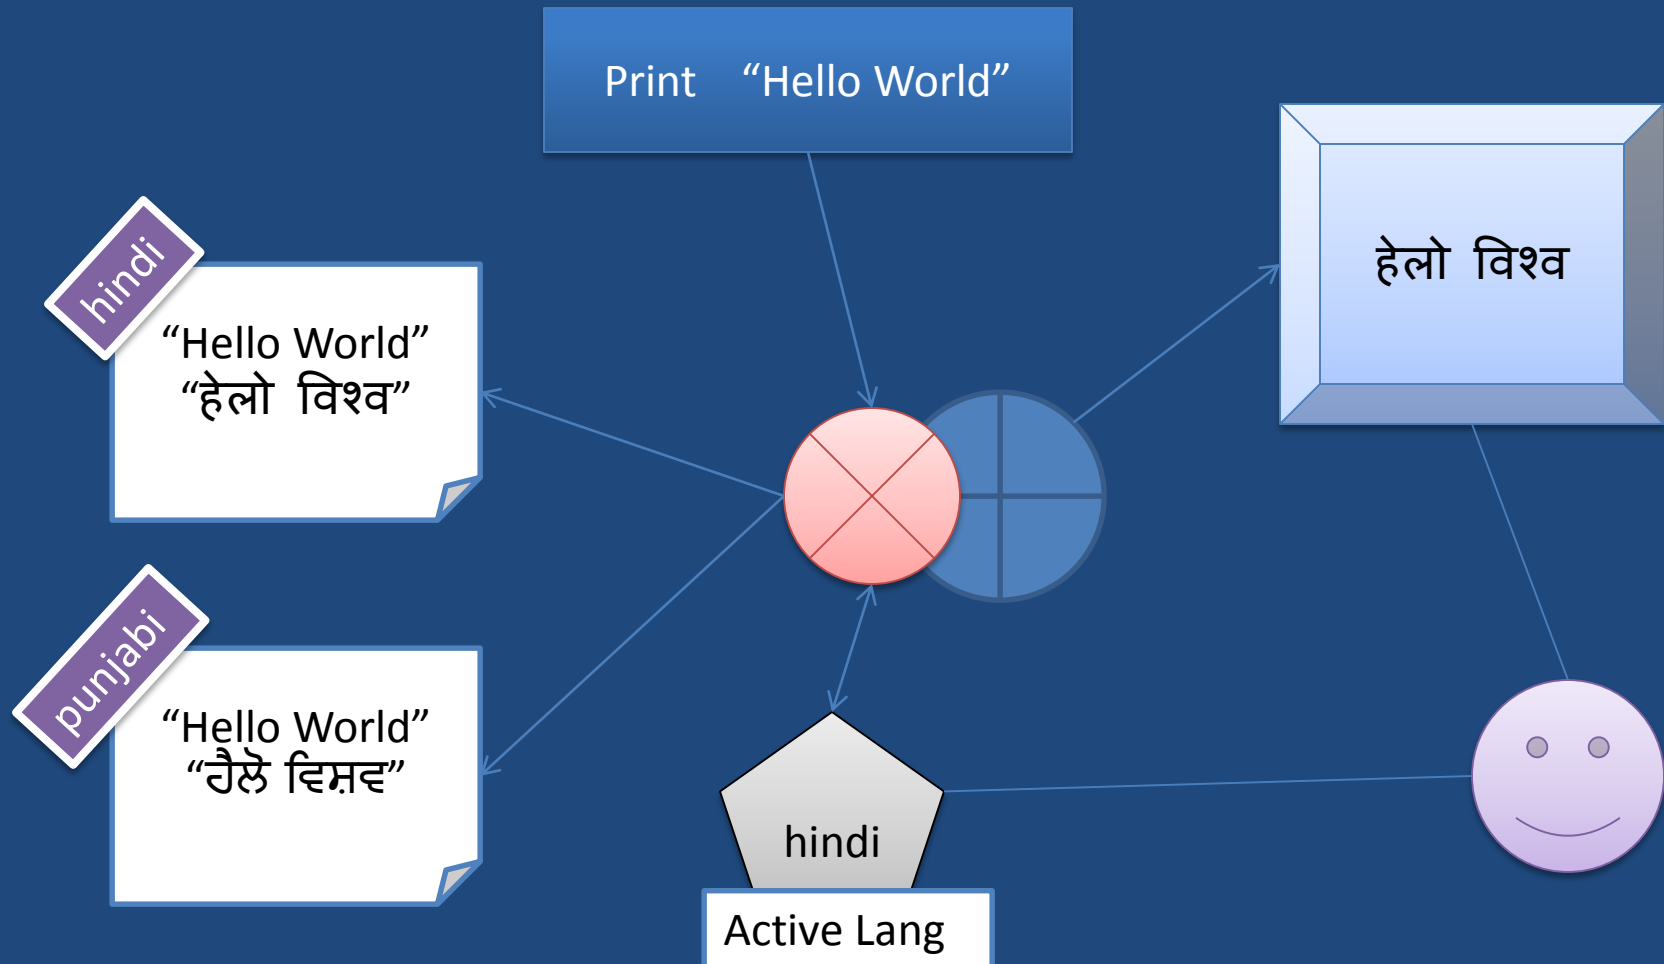 Print “Hello World”
हेलो विश्व
hindi
“Hello World”
“हेलो विश्व”
punjabi
“Hello World”
“ਹੈਲੋ ਵਿਸ਼ਵ”
hindi
Active Lang